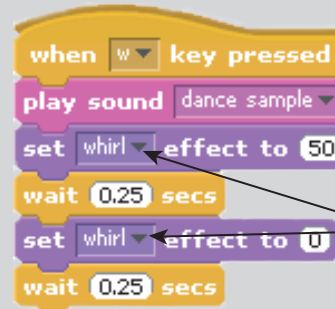 when w key pressed
play sound dance sample
set whirl effect to 50
wait 0.25 secs
set whirl effect to 0
wait 0.25 secs